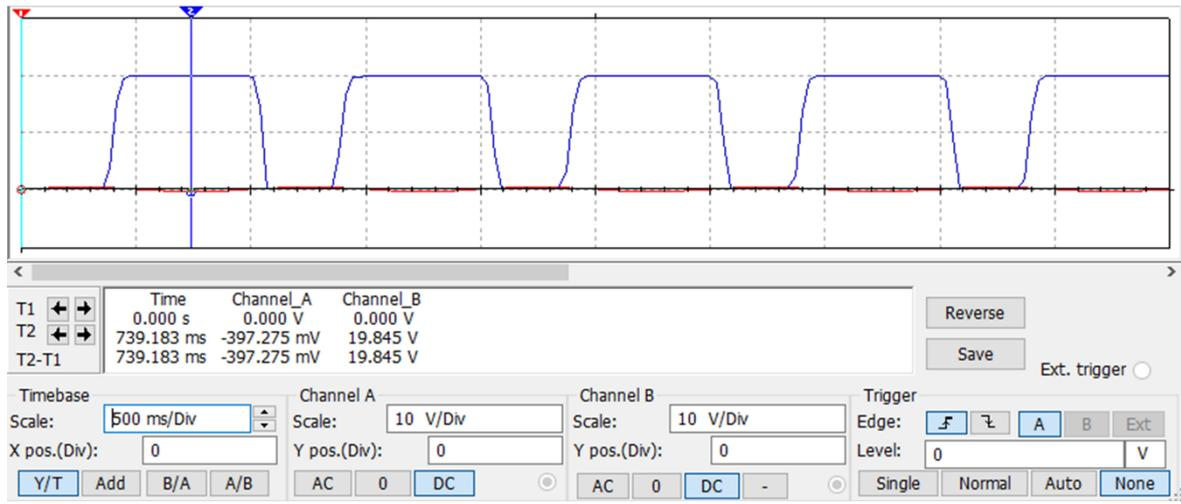 1 2
Time Channel_A Channel_B
T1 0.000 s 0.000 V 0.000 V
T2 739.183 ms -397.275 mV 19.845 V
T2-T1 739.183 ms -397.275 mV 19.845 V
Reverse
Save
Ext. trigger
Timebase
Scale: 500 ms/Div
X pos.(Div): 0
Y/T Add B/A A/B
Channel A
Scale: 10 V/Div
Y pos.(Div): 0
AC 0 DC
Channel B
Scale: 10 V/Div
Y pos.(Div): 0
AC 0 DC -
Trigger
Edge: A B Ext
Level: 0 V
Single Normal Auto None